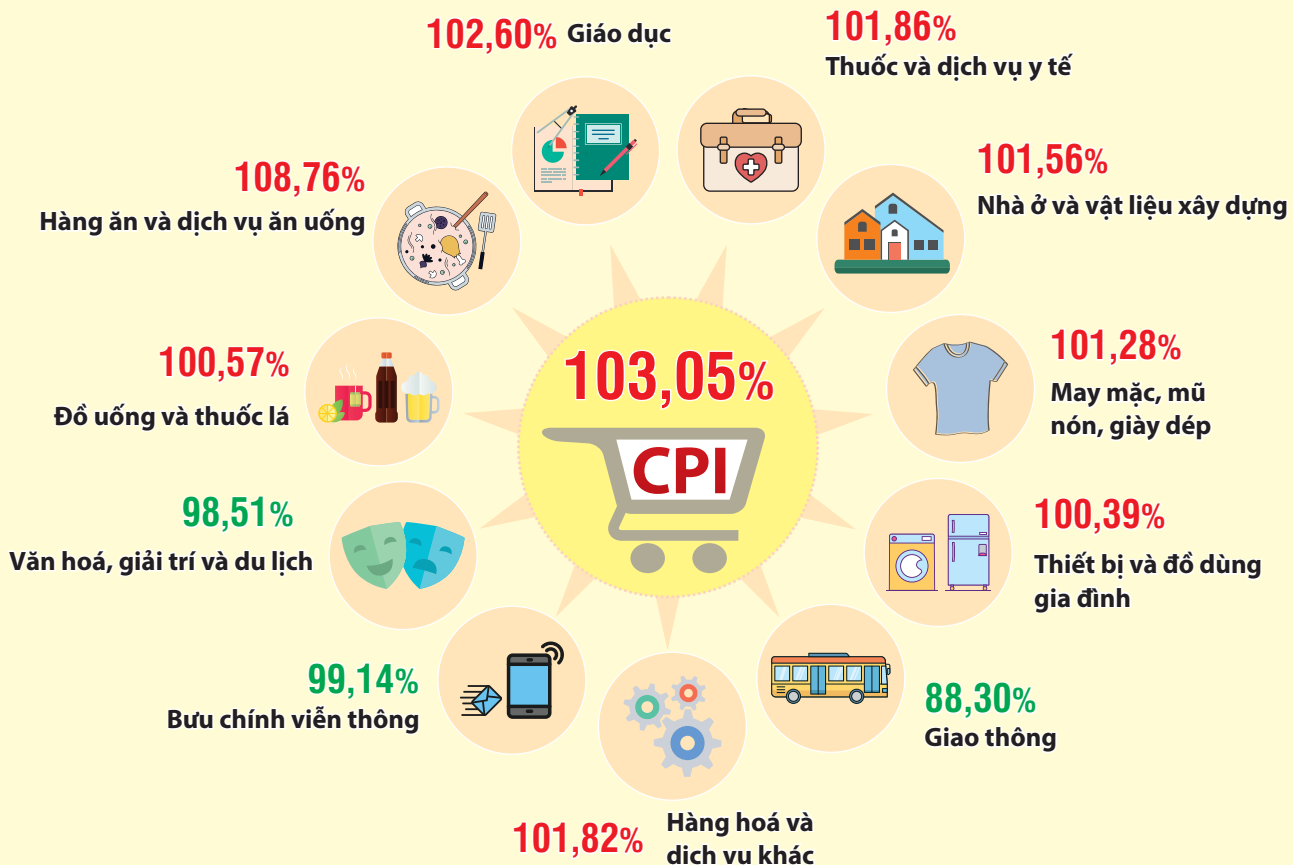 102,60% Giáo dục
101,86%
Thuốc và dịch vụ y tế
108,76%
Hàng ăn và dịch vụ ăn uống
101,56%
Nhà ở và vật liệu xây dựng
100,57%
Đồ uống và thuốc lá
103,05%
CPI
101,28%
May mặc, mũ
nón, giày dép
98,51%
Văn hoá, giải trí và du lịch
100,39%
Thiết bị và đồ dùng
gia đình
99,14%
Bưu chính viễn thông
88,30%
Giao thông
101,82%
Hàng hoá và
dịch vụ khác